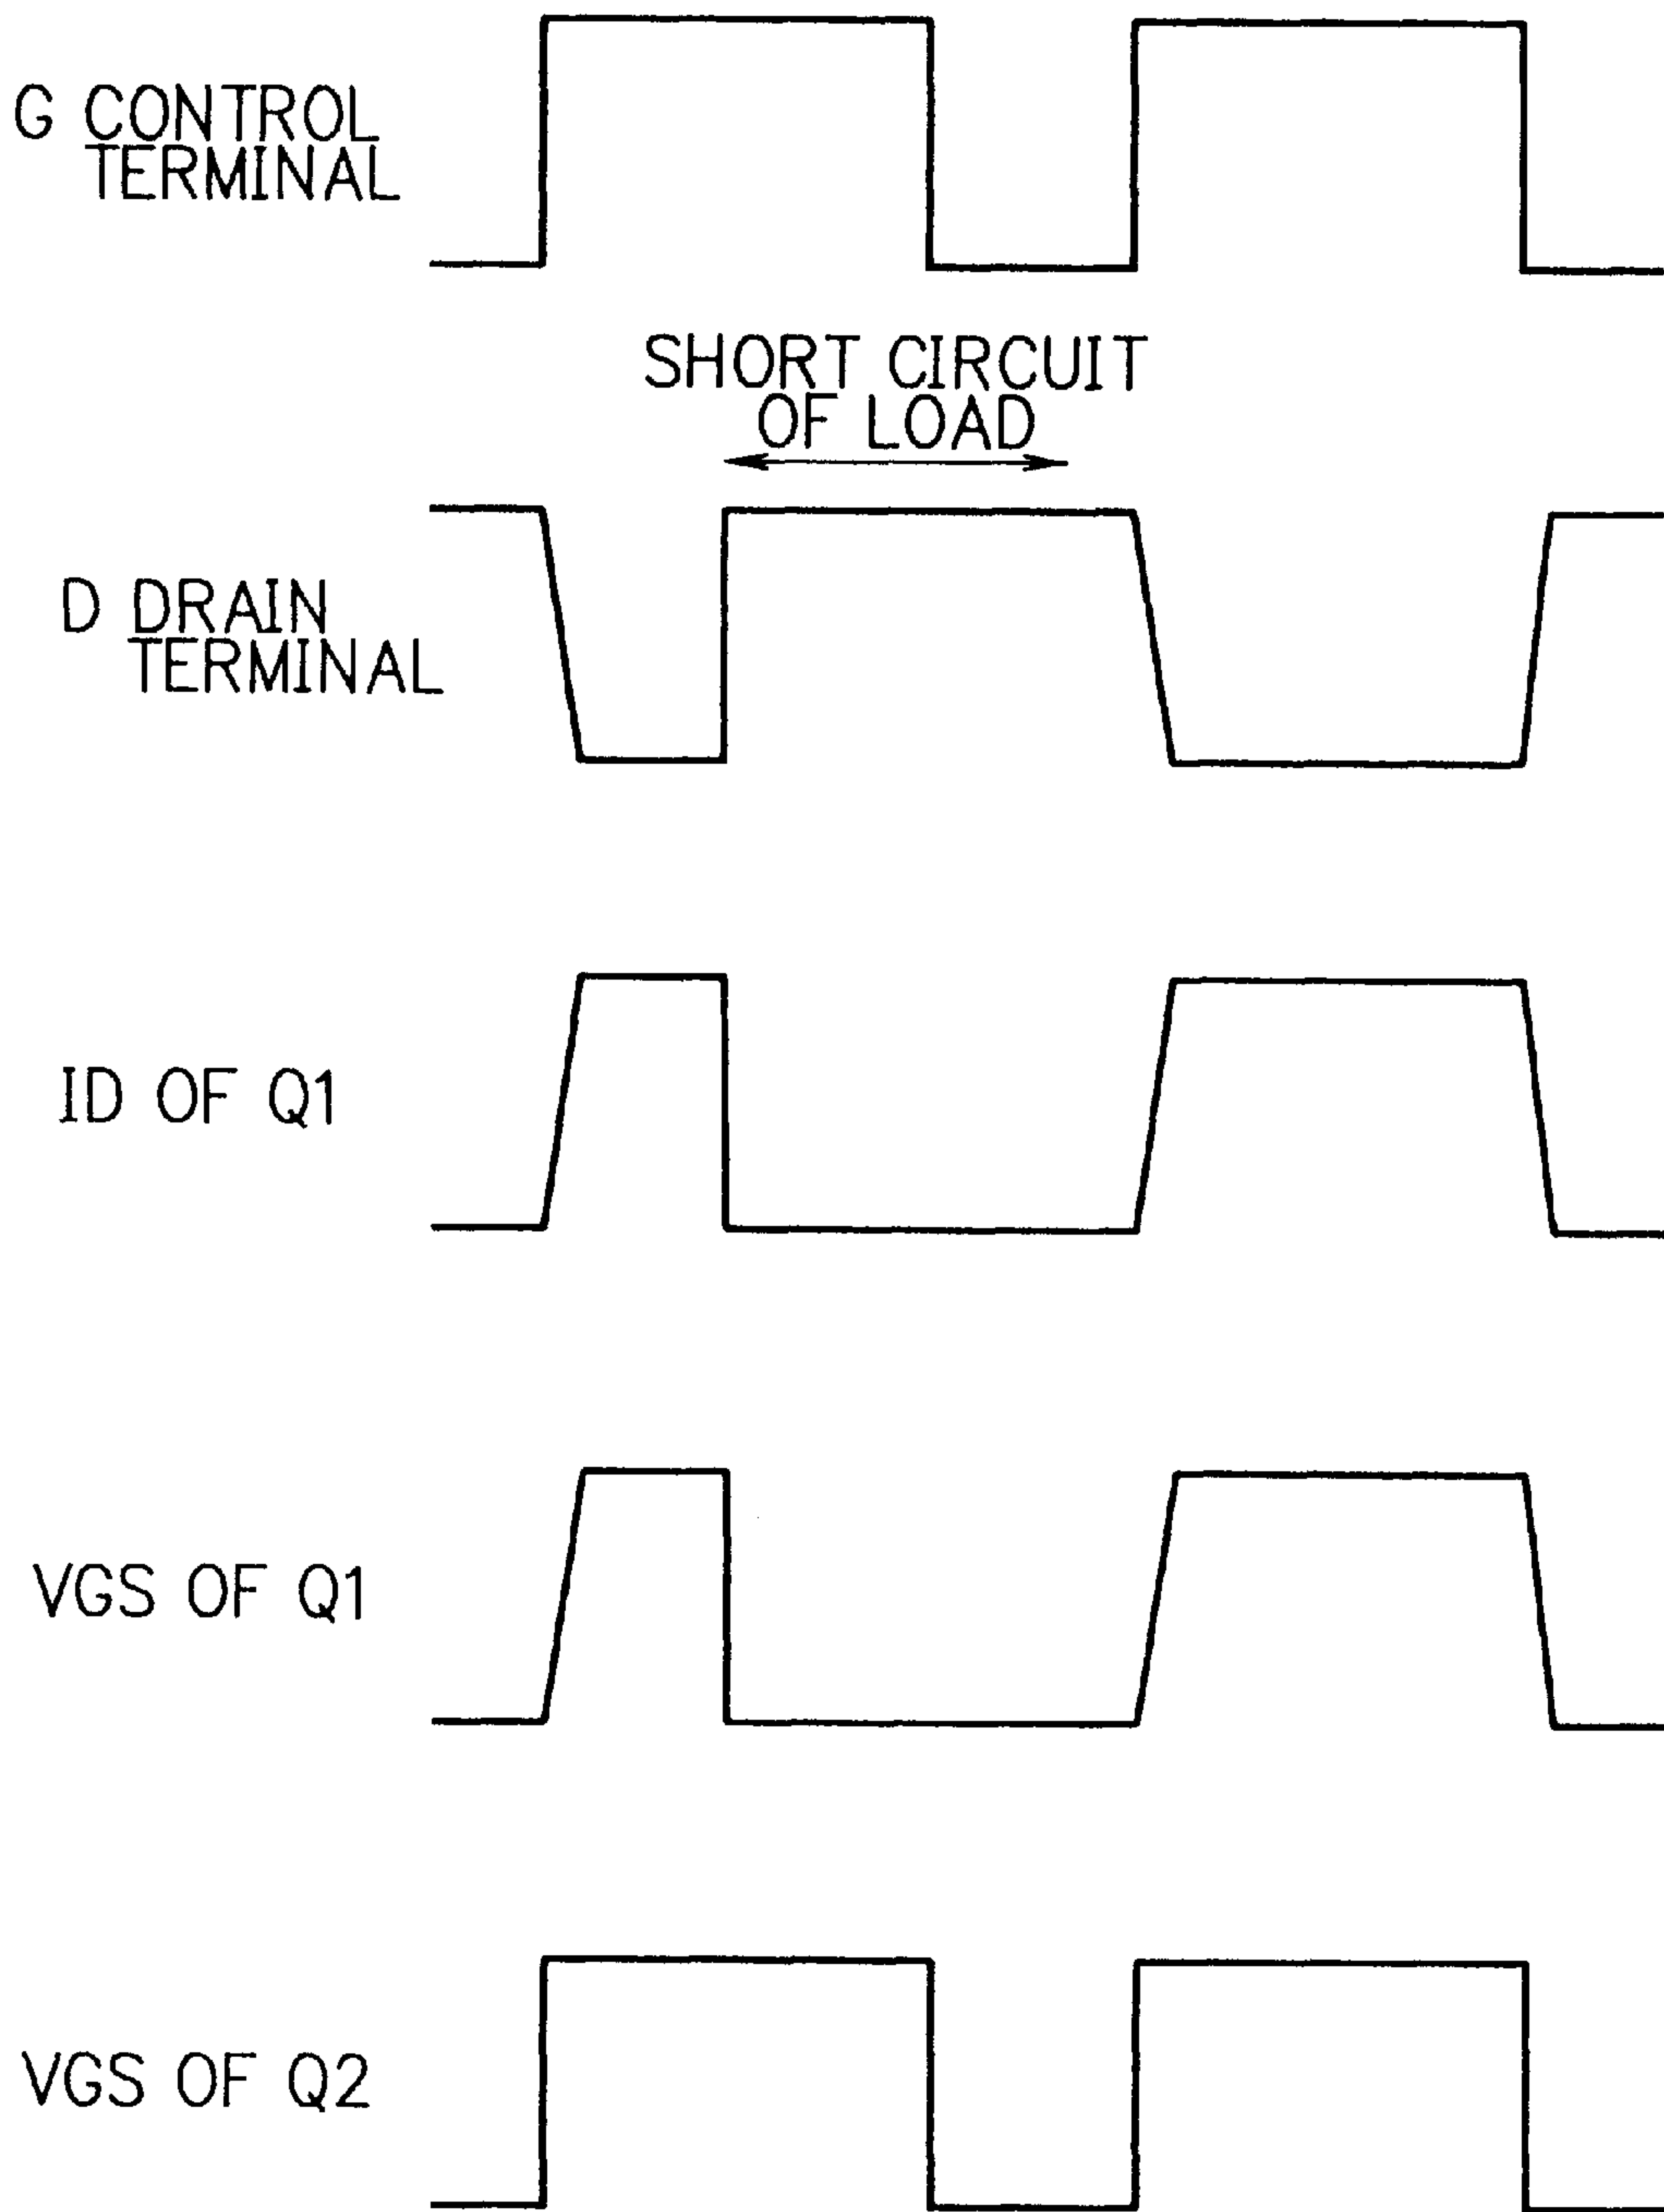 G CONTROL
TERMINAL
SHORT CIRCUIT
OF LOAD
D DRAIN
TERMINAL
ID OF Q1
VGS OF Q1
VGS OF Q2